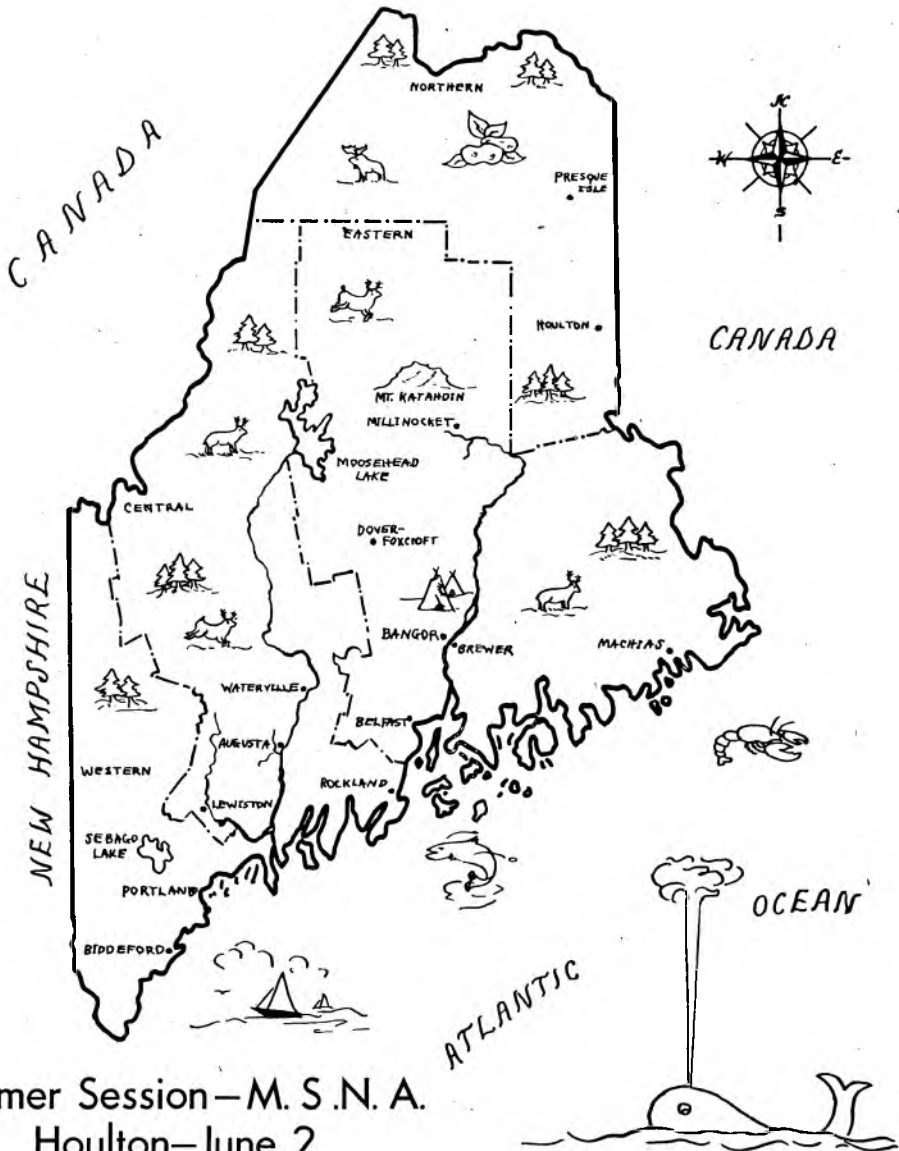 NORTHERN
N
W
E
S
PRESQUE
ISLE
CANADA
EASTERN
HOULTON
CANADA
MT. KATAHDIN
MILLINOCKET
MOOSEHEAD
LAKE
CENTRAL
DOVER-
FOXCROFT
NEW HAMPSHIRE
BANGOR
BREWER
MACHIAS
WATERVILLE
BELFAST
AUGUSTA
WESTERN
ROCKLAND
LEWISTON
SEBAGO
LAKE
PORTLAND
OCEAN
BIDDEFORD
ATLANTIC
mer Session—M. S .N. A.
Houlton—June 2